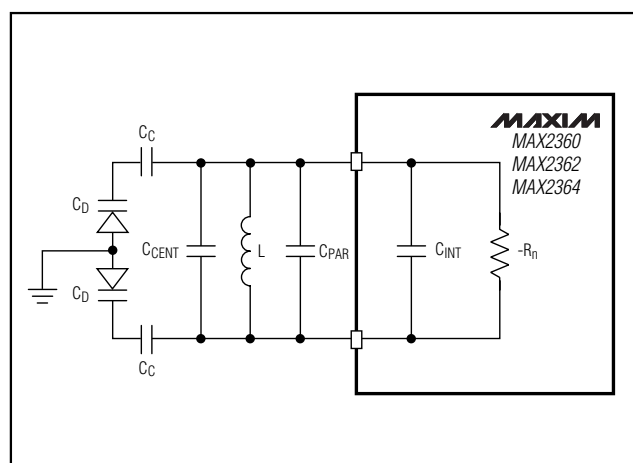 MAXIM
MAX2360
MAX2362
MAX2364
CC
CD
CCENT
L
CPAR
CINT
-Rn
CD
CC